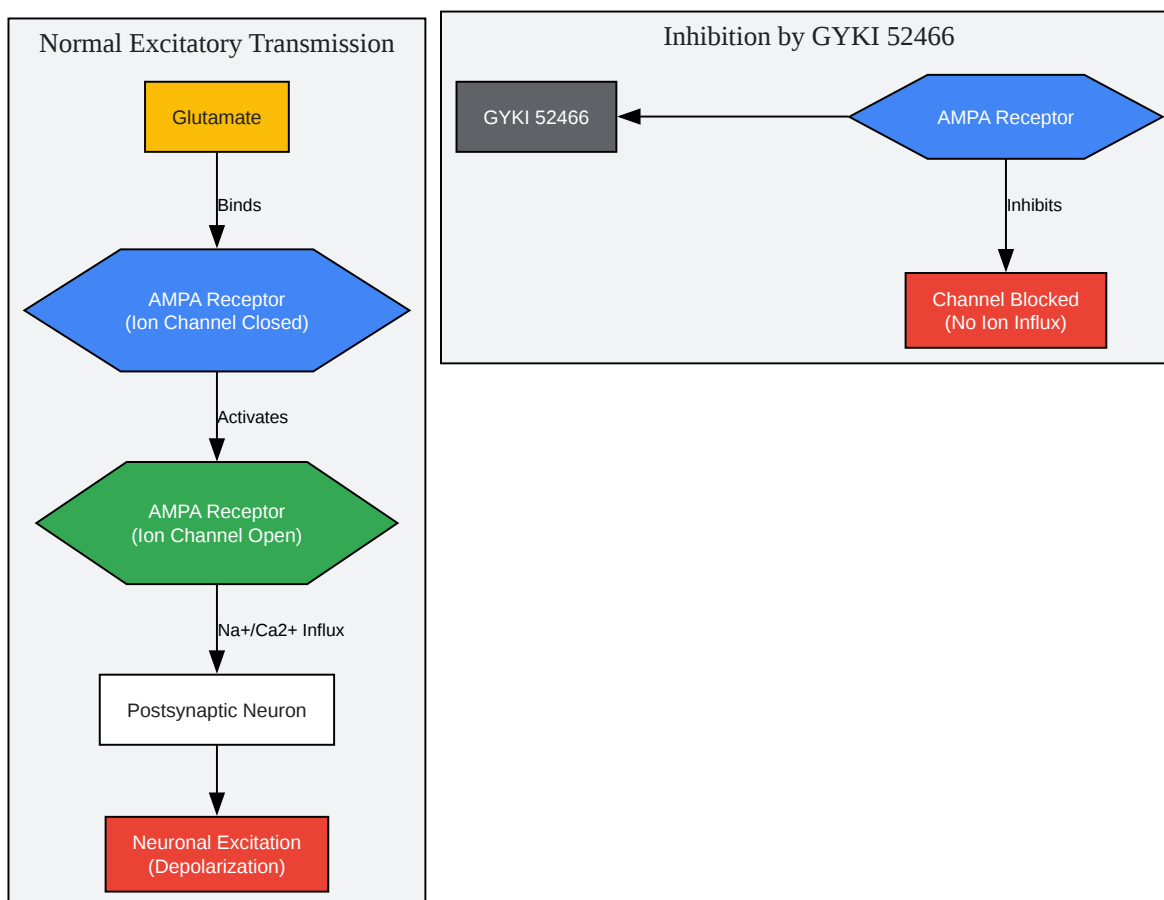 Normal Excitatory Transmission
Glutamate
Binds
AMPA Receptor
(Ion Channel Closed)
Activates
AMPA Receptor
(Ion Channel Open)
Na+/Ca2+ Influx
Postsynaptic Neuron
Neuronal Excitation
(Depolarization)
Inhibition by GYKI 52466
GYKI 52466
AMPA Receptor
Inhibits
Channel Blocked
(No Ion Influx)